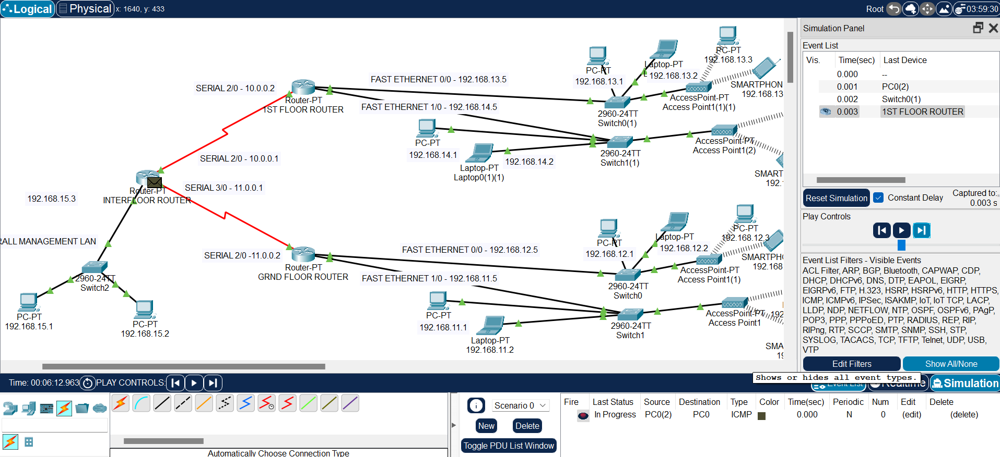 Logical
Physical
x: 1640, y: 433
Root
03:59:30
PC-PT
192.168.13.3
Laptop-PT
192.168.13.2
PC-PT
192.168.13.1
SMARTPHON
192.168.13
FAST ETHERNET 0/0 - 192.168.13.5
SERIAL 2/0 - 10.0.0.2
Router-PT
1ST FLOOR ROUTER
AccessPoint-PT
Access Point1(1)(1)
2960-24TT
Switch0(1)
FAST ETHERNET 1/0 - 192.168.14.5
PC-PT
192.168.14.1
AccessPoint-PT
Access Point1(2)
2960-24TT
Switch1(1)
192.168.14.2
Laptop-PT
Laptop0(1)(1)
SMART
192.
SERIAL 2/0 - 10.0.0.1
SERIAL 3/0 - 11.0.0.1
Router-PT
INTERFLOOR ROUTER
192.168.15.3
RALL MANAGEMENT LAN
2960-24TT
Switch2
PC-PT
192.168.15.1
PC-PT
192.168.15.2
SERIAL 2/0 -11.0.0.2
Router-PT
GRND FLOOR ROUTER
FAST ETHERNET 0/0 - 192.168.12.5
FAST ETHERNET 1/0 - 192.168.11.5
PC-PT
192.168.12.1
Laptop-PT
192.168.12.2
PC-PT
192.168.12.3
SMARTPH
192.168
AccessPoint-PT
Access Point1(1)
2960-24TT
Switch0
PC-PT
192.168.11.1
Laptop-PT
192.168.11.2
2960-24TT
Switch1
AccessPoint-PT
Access Point1
192
SMA
19
Simulation Panel
Event List
Vis. Time(sec) Last Device
0.000 --
0.001 PC0(2)
0.002 Switch0(1)
0.003 1ST FLOOR ROUTER
Reset Simulation
Constant Delay
Captured to:
0.003 s
Play Controls
Event List Filters - Visible Events
ACL Filter, ARP, BGP, Bluetooth, CAPWAP, CDP,
DHCP, DHCPv6, DNS, DTP, EAPOL, EIGRP,
EIGRPv6, FTP, H.323, HSRP, HSRPv6, HTTP, HTTPS,
ICMP, ICMPv6, IPSec, ISAKMP, IoT, IoT TCP, LACP,
LLDP, NDP, NETFLOW, NTP, OSPF, OSPFv6, PAgP,
POP3, PPP, PPPoED, PTP, RADIUS, REP, RIP,
RIPng, RTP, SCCP, SMTP, SNMP, SSH, STP,
SYSLOG, TACACS, TCP, TFTP, Telnet, UDP, USB,
VTP
Edit Filters
Show All/None
Shows or hides all event types.
Event List
Realtime
Simulation
Time: 00:06:12.963
PLAY CONTROLS:
Automatically Choose Connection Type
Scenario 0
New
Delete
Toggle PDU List Window
Fire Last Status Source Destination Type Color Time(sec) Periodic Num Edit Delete
In Progress PC0(2) PC0 ICMP 0.000 N 0 (edit) (delete)